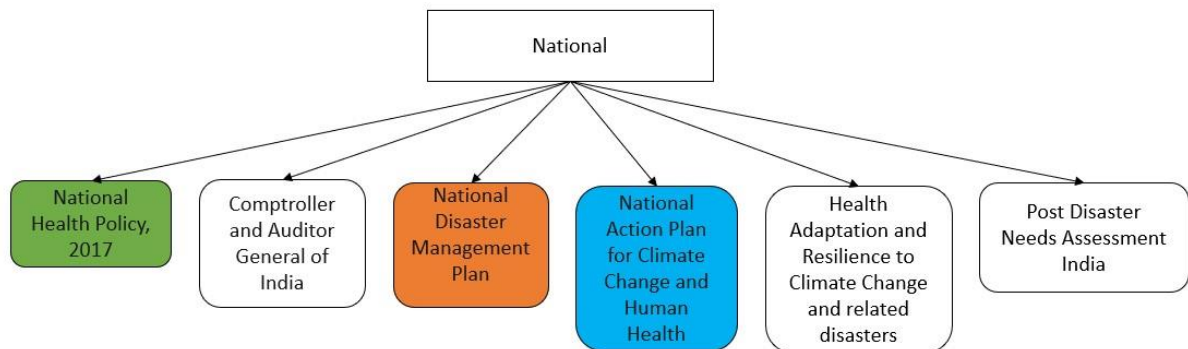 National
National
Health Policy,
2017
Comptroller
and Auditor
General of
India
National
Disaster
Management
Plan
National
Action Plan
for Climate
Change and
Human
Health
Health
Adaptation and
Resilience to
Climate Change
and related
disasters
Post Disaster
Needs Assessment
India